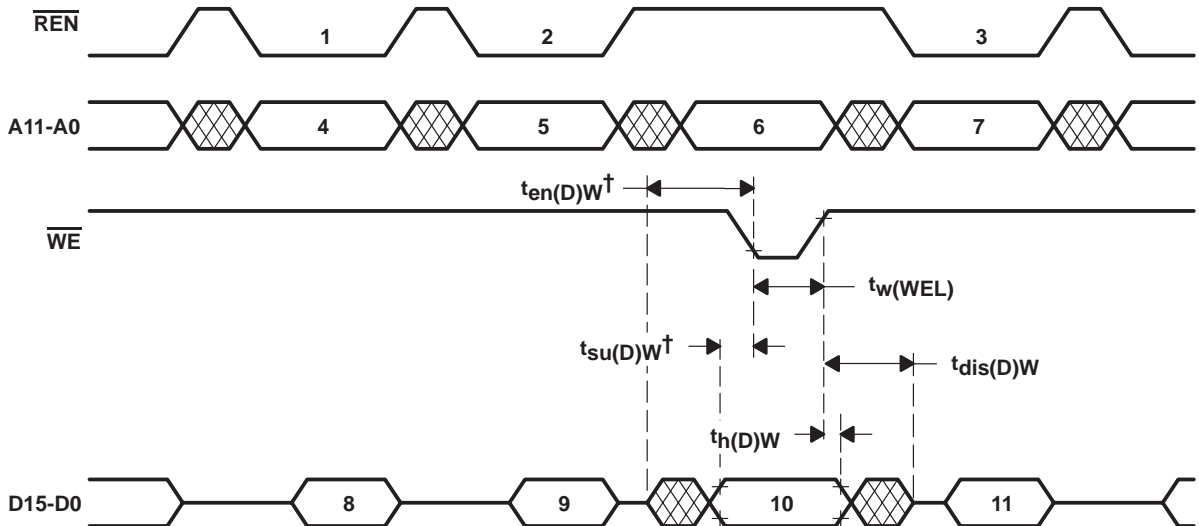 REN
1 2 3
A11-A0
4 5 6 7
ten(D)W†
WE
tw(WEL)
tsu(D)W†
tdis(D)W
th(D)W
D15-D0
8 9 10 11